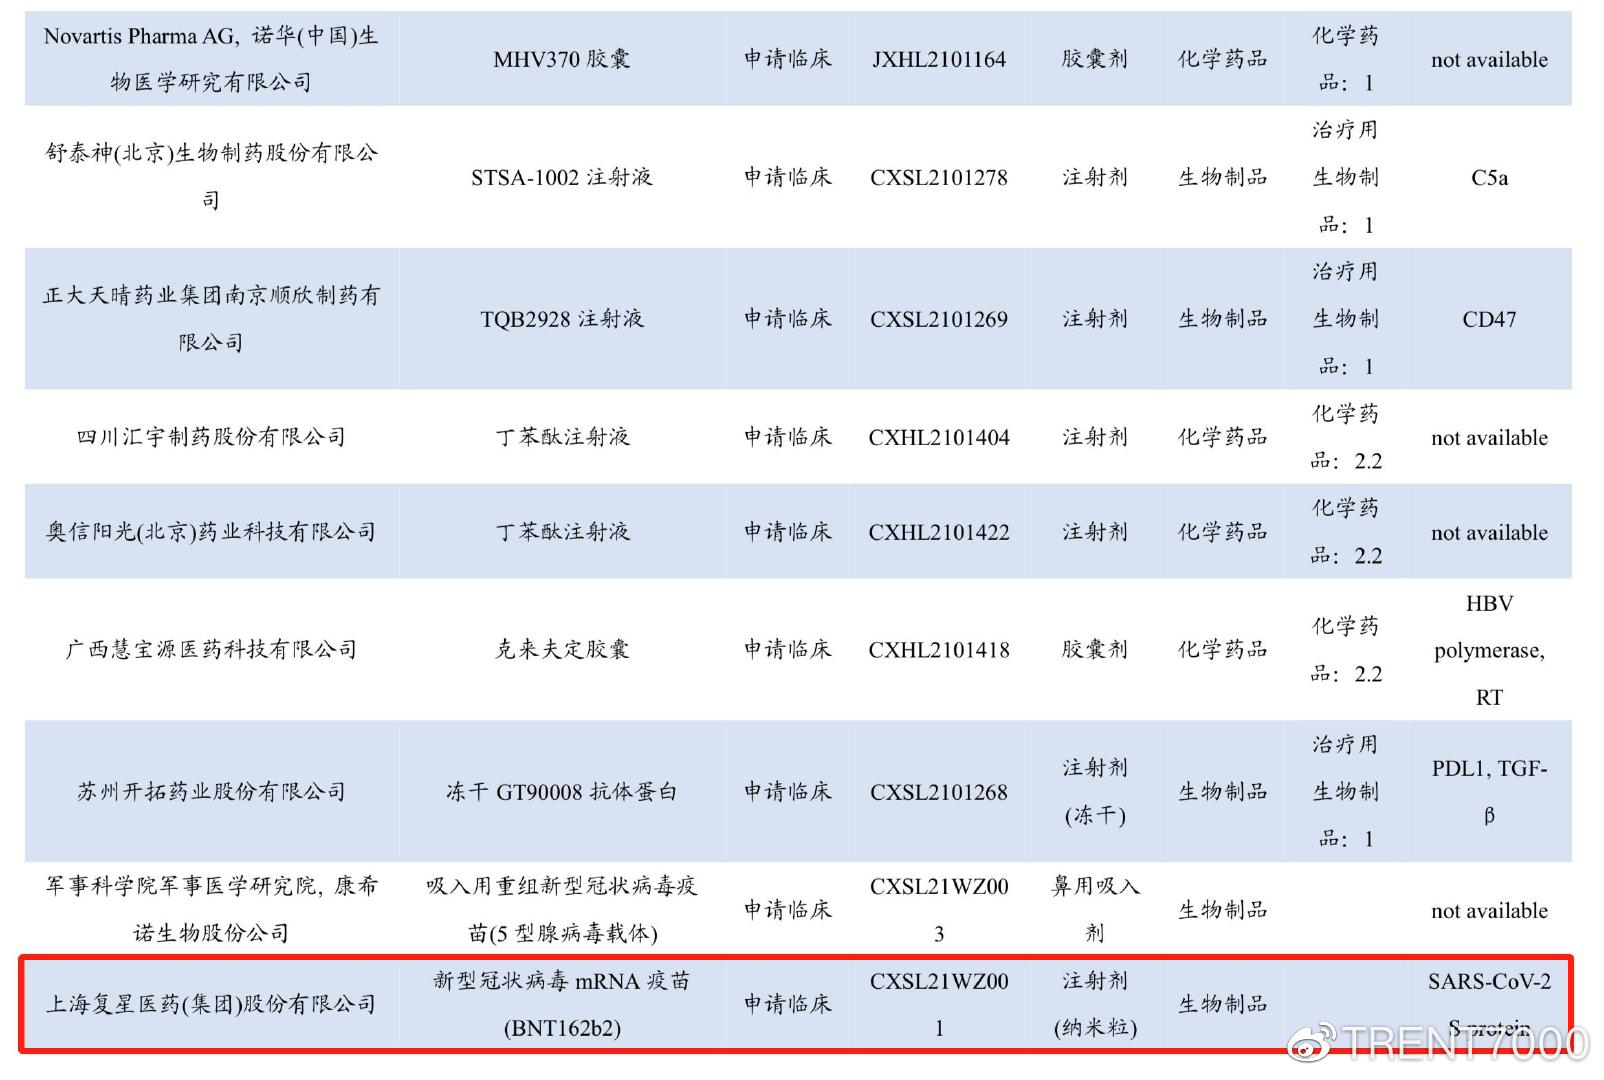 Novartis Pharma AG, 诺华(中国)生
物医学研究有限公司
MHV370 胶囊
申请临床
JXHL2101164
胶囊剂
化学药品
化学药
品：1
not available
舒泰神(北京)生物制药股份有限公
司
STSA-1002 注射液
申请临床
CXSL2101278
注射剂
生物制品
治疗用
生物制
品：1
C5a
正大天晴药业集团南京顺欣制药有
限公司
TQB2928 注射液
申请临床
CXSL2101269
注射剂
生物制品
治疗用
生物制
品：1
CD47
四川汇宇制药股份有限公司
丁苯酞注射液
申请临床
CXHL2101404
注射剂
化学药品
化学药
品：2.2
not available
奥信阳光(北京)药业科技有限公司
丁苯酞注射液
申请临床
CXHL2101422
注射剂
化学药品
化学药
品：2.2
not available
广西慧宝源医药科技有限公司
克来夫定胶囊
申请临床
CXHL2101418
胶囊剂
化学药品
化学药
品：2.2
HBV
polymerase,
RT
苏州开拓药业股份有限公司
冻干 GT90008 抗体蛋白
申请临床
CXSL2101268
注射剂
(冻干)
生物制品
治疗用
生物制
品：1
PDL1, TGF-
β
军事科学院军事医学研究院, 康希
诺生物股份公司
吸入用重组新型冠状病毒疫
苗(5 型腺病毒载体)
申请临床
CXSL21WZ00
3
鼻用吸入
剂
生物制品
not available
上海复星医药(集团)股份有限公司
新型冠状病毒 mRNA 疫苗
(BNT162b2)
申请临床
CXSL21WZ00
1
注射剂
(纳米粒)
生物制品
SARS-CoV-2
S protein
TRENT7000